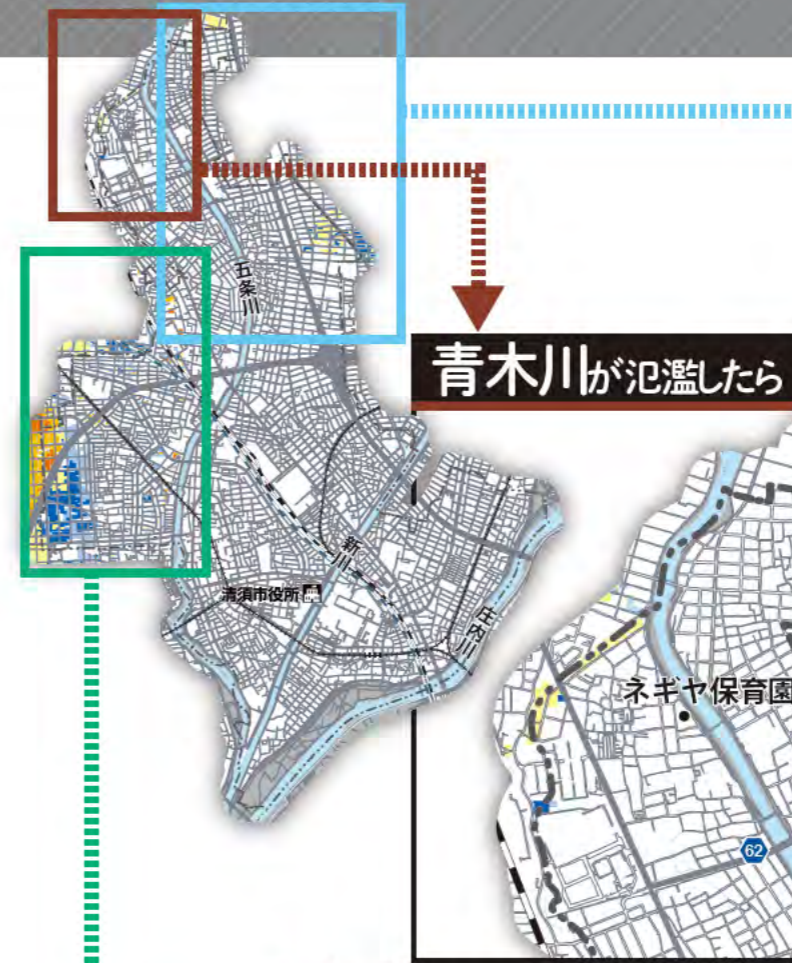 五条川
青木川が氾濫したら
新川
清須市役所
庄内川
ネギヤ保育園
62